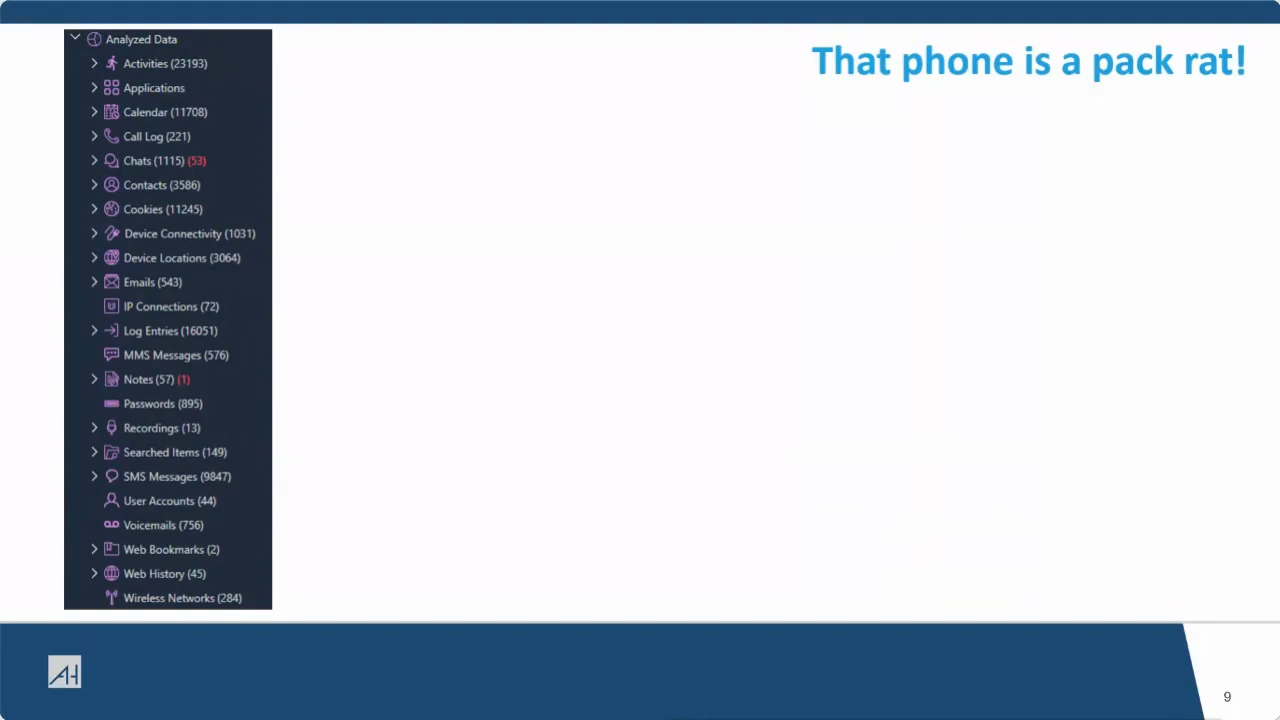 That phone is a pack rat!
Analyzed Data
Activities (23193)
Applications
Calendar (11708)
Call Log (221)
Chats (1115) (53)
Contacts (3586)
Cookies (11245)
Device Connectivity (1031)
Device Locations (3064)
Emails (543)
IP Connections (72)
Log Entries (16051)
MMS Messages (576)
Notes (57) (1)
Passwords (895)
Recordings (13)
Searched Items (149)
SMS Messages (9847)
User Accounts (44)
Voicemails (756)
Web Bookmarks (2)
Web History (45)
Wireless Networks (284)
AH
9